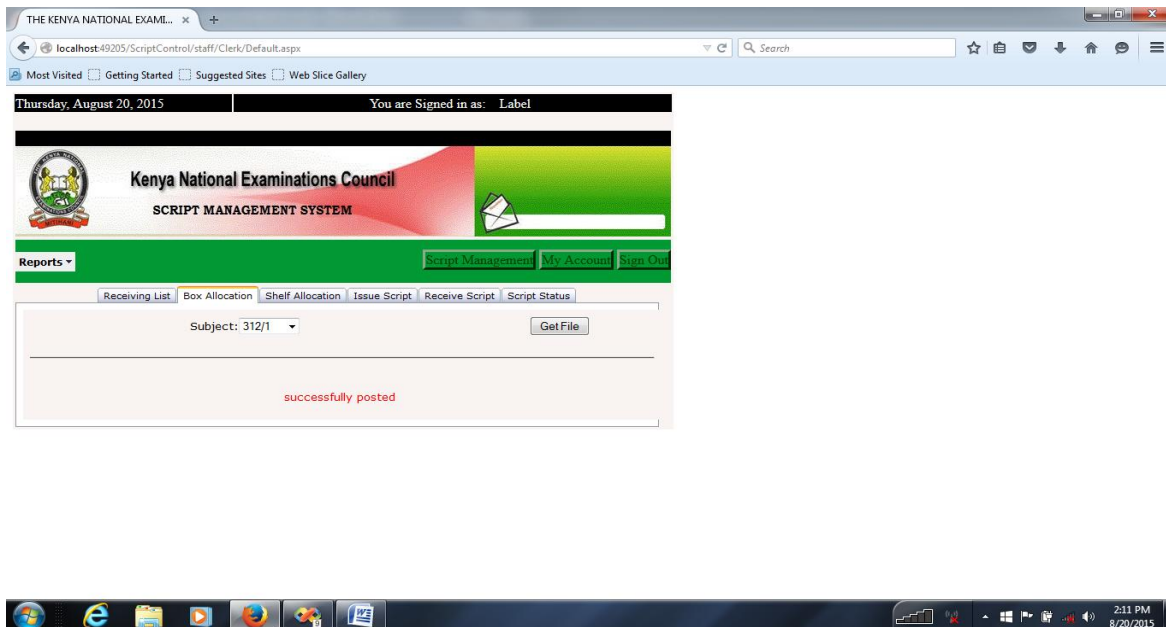 THE KENYA NATIONAL EXAMI... × +
localhost:49205/ScriptControl/staff/Clerk/Default.aspx Search
Most Visited Getting Started Suggested Sites Web Slice Gallery
Thursday, August 20, 2015 You are Signed in as: Label
Kenya National Examinations Council
SCRIPT MANAGEMENT SYSTEM
Reports Script Management My Account Sign Out
Receiving List Box Allocation Shelf Allocation Issue Script Receive Script Script Status
Subject: 312/1 Get File
successfully posted
2:11 PM
8/20/2015